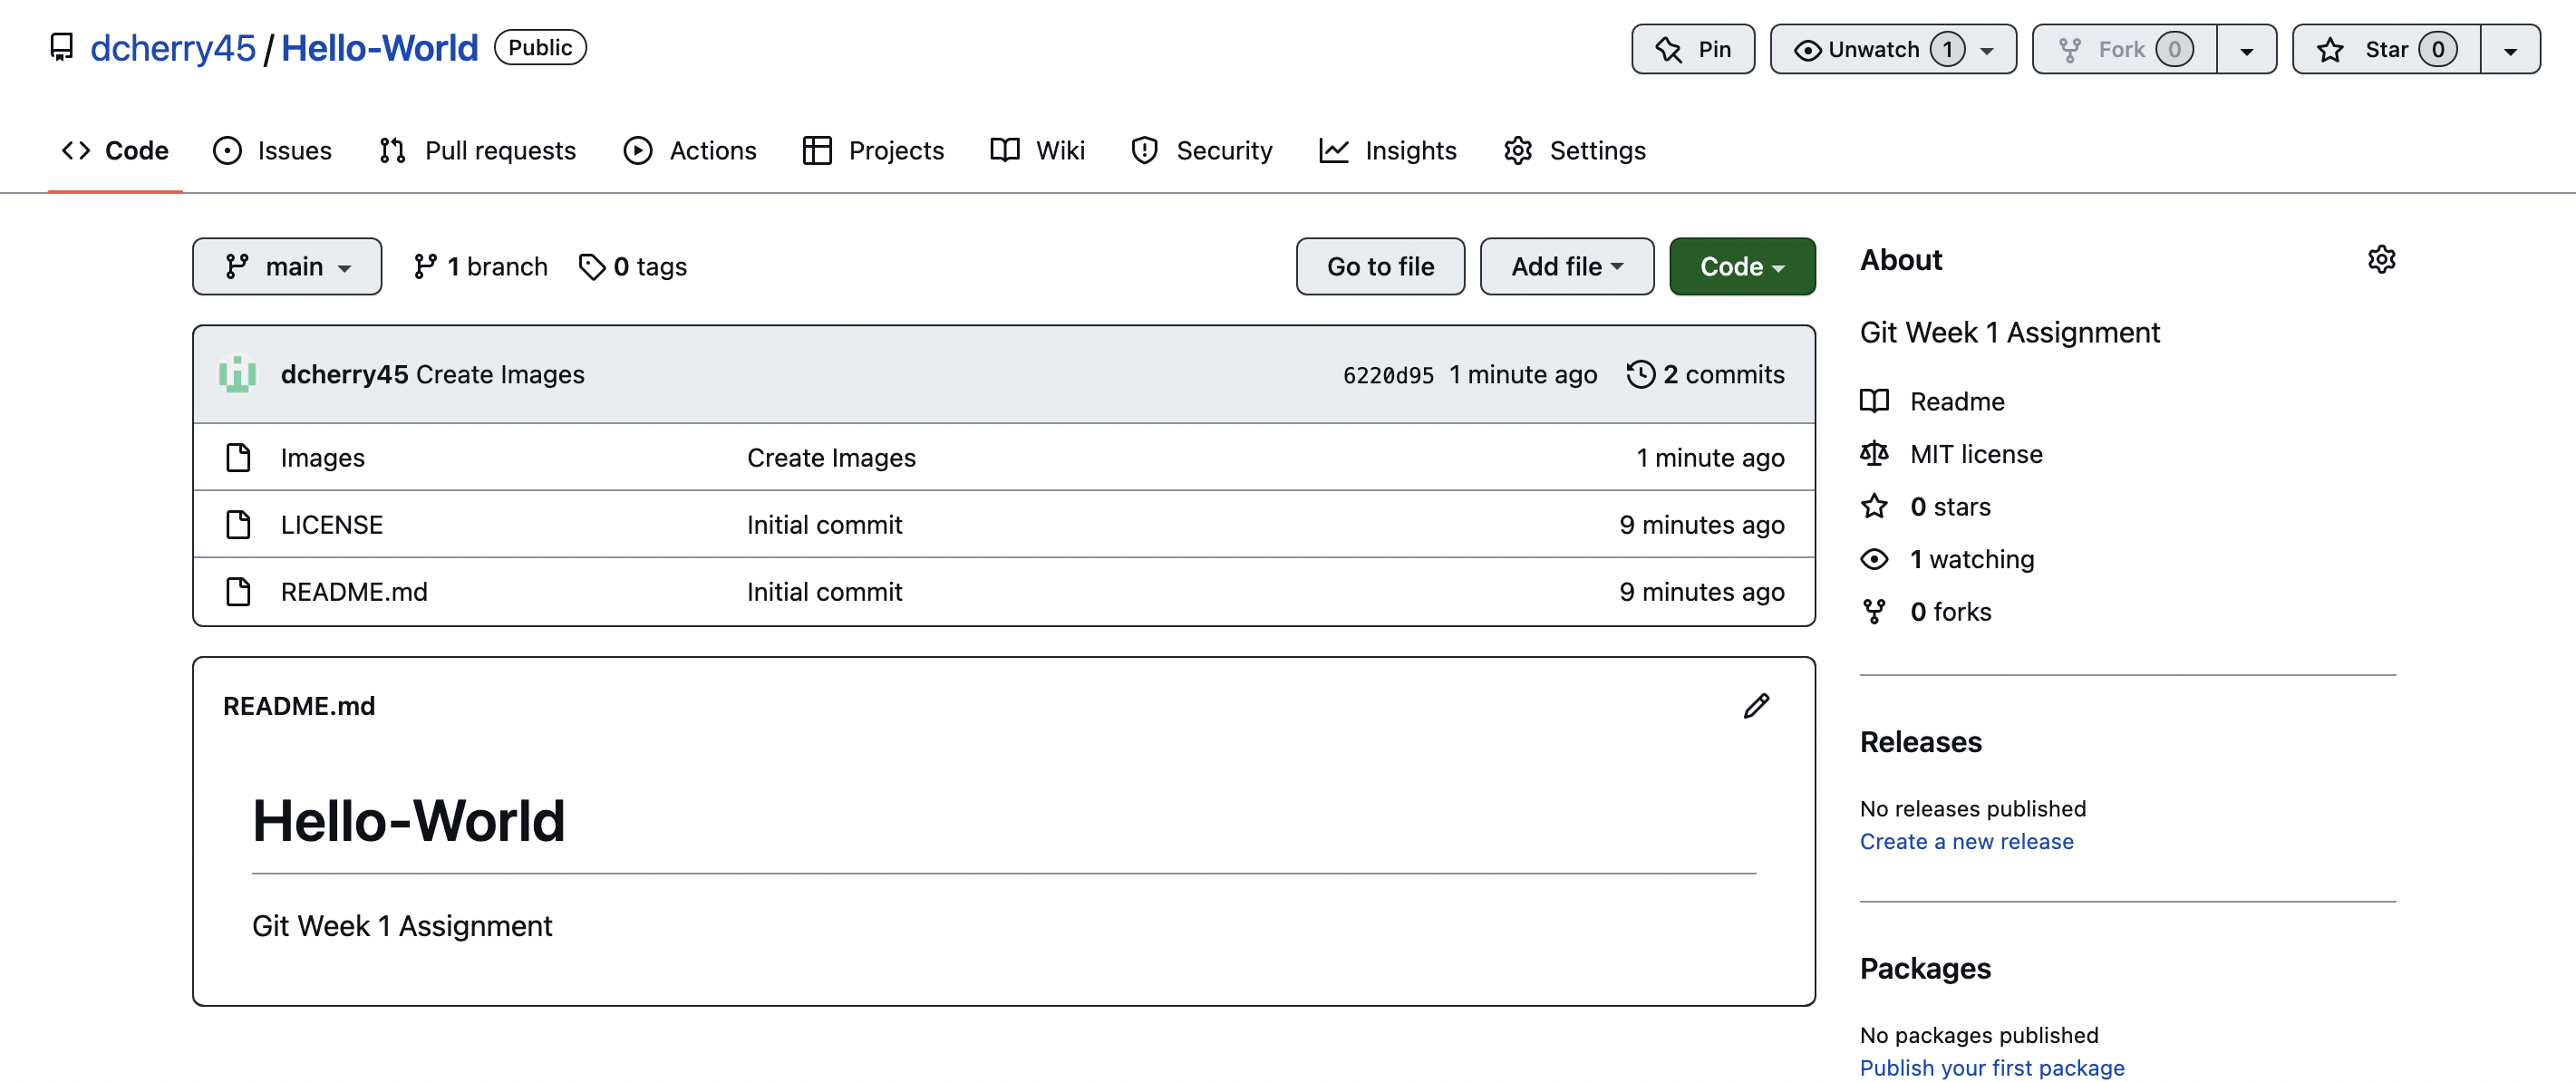 dcherry45 / Hello-World Public
Pin Unwatch 1 Fork 0 Star 0
Code Issues Pull requests Actions Projects Wiki Security Insights Settings
main 1 branch 0 tags Go to file Add file Code
dcherry45 Create Images 6220d95 1 minute ago 2 commits
Images Create Images 1 minute ago
LICENSE Initial commit 9 minutes ago
README.md Initial commit 9 minutes ago
README.md
Hello-World
Git Week 1 Assignment
About
Git Week 1 Assignment
Readme
MIT license
0 stars
1 watching
0 forks
Releases
No releases published
Create a new release
Packages
No packages published
Publish your first package